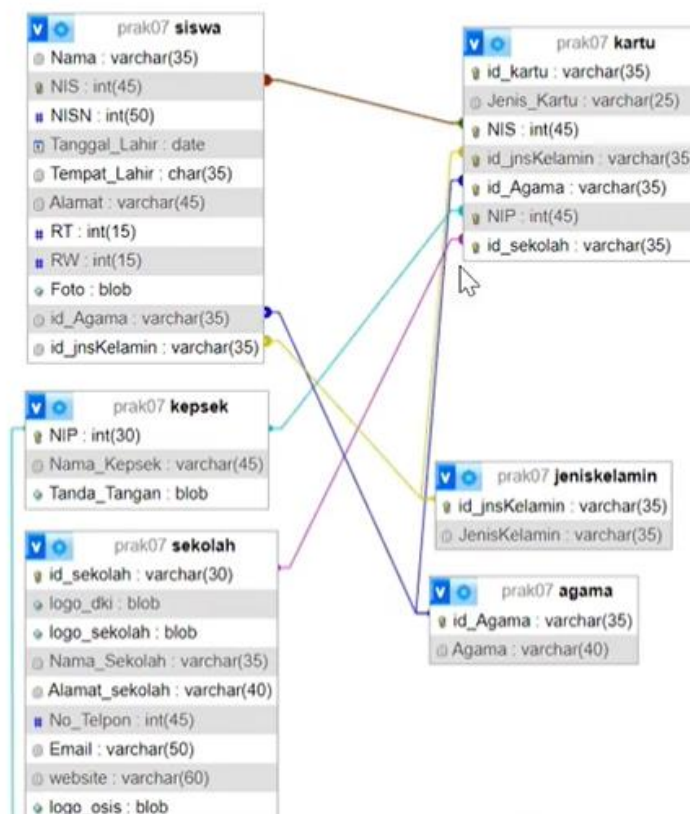 prak07 siswa
Nama : varchar(35)
NIS : int(45)
NISN : int(50)
Tanggal_Lahir : date
Tempat_Lahir : char(35)
Alamat : varchar(45)
RT : int(15)
RW : int(15)
Foto : blob
id_Agama : varchar(35)
id_jnsKelamin : varchar(35)
prak07 kartu
id_kartu : varchar(35)
Jenis_Kartu : varchar(25)
NIS : int(45)
id_jnsKelamin : varchar(35
id_Agama : varchar(35)
NIP : int(45)
id_sekolah : varchar(35)
prak07 kepsek
NIP : int(30)
Nama_Kepsek : varchar(45)
Tanda_Tangan : blob
prak07 jeniskelamin
id_jnsKelamin : varchar(35)
JenisKelamin : varchar(35)
prak07 sekolah
id_sekolah : varchar(30)
logo_dki : blob
logo_sekolah : blob
Nama_Sekolah : varchar(35)
Alamat_sekolah : varchar(40)
No_Telpon : int(45)
Email : varchar(50)
website : varchar(60)
logo_osis : blob
prak07 agama
id_Agama : varchar(35)
Agama : varchar(40)